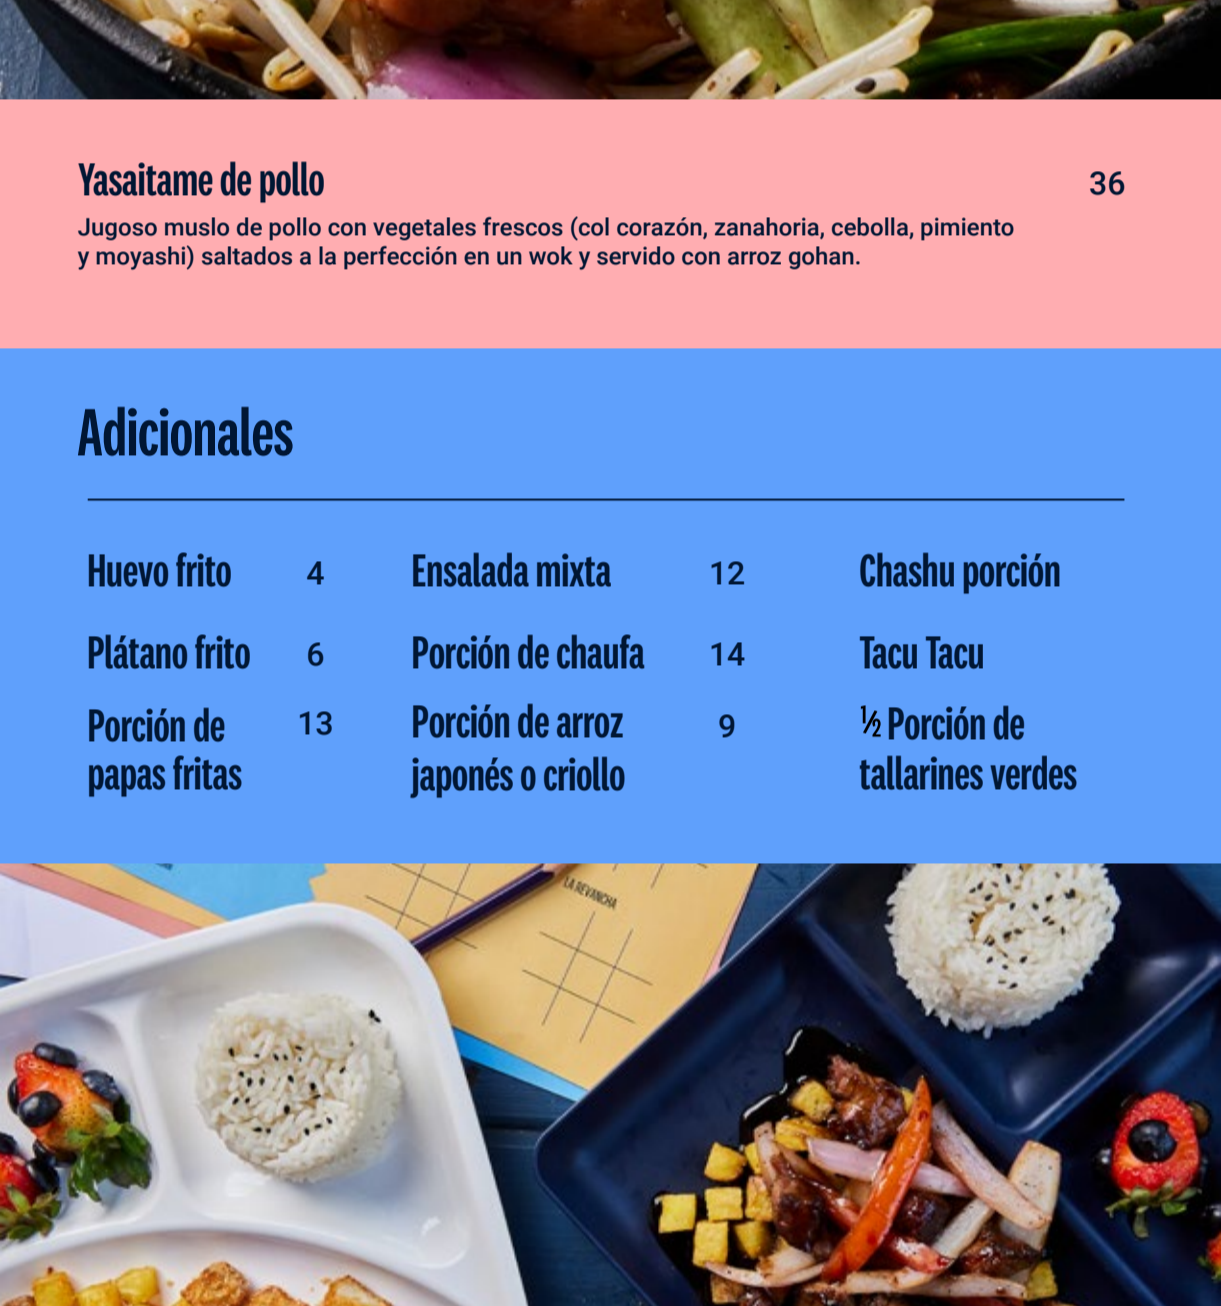 Yasaitame de pollo 36
Jugoso muslo de pollo con vegetales frescos (col corazón, zanahoria, cebolla, pimiento
y moyashi) saltados a la perfección en un wok y servido con arroz gohan.
Adicionales
Huevo frito 4
Plátano frito 6
Porción de 13
papas fritas
Ensalada mixta 12
Porción de chaufa 14
Porción de arroz 9
japonés o criollo
Chashu porción
Tacu Tacu
½ Porción de
tallarines verdes
LA REVANCHA